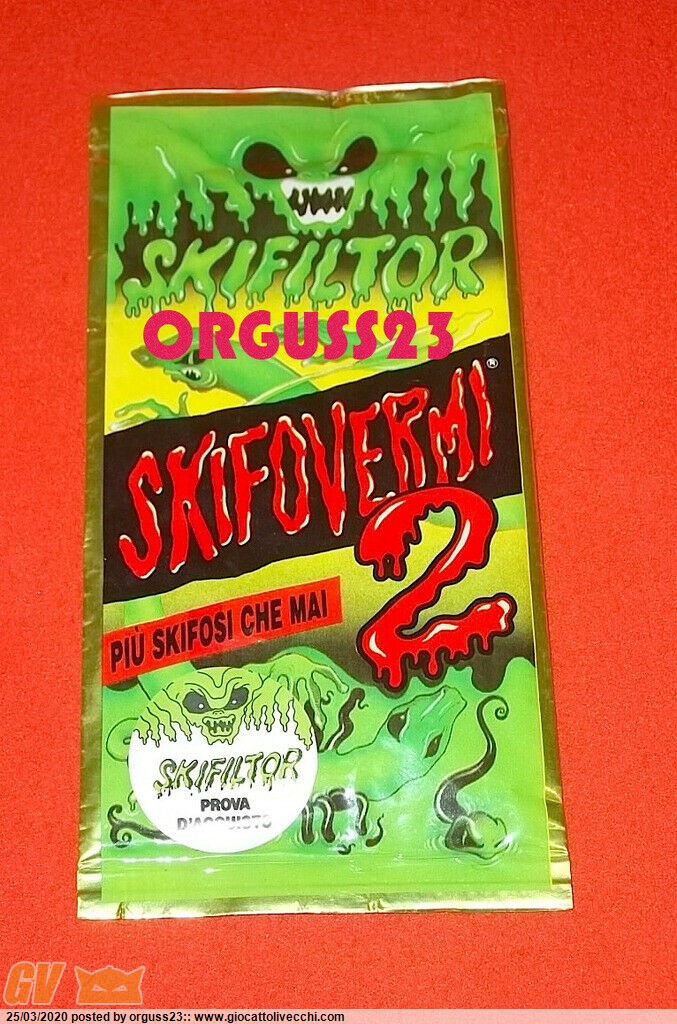 SKIFILTOR
ORGUSS23
SKIFOVERMI ®
2
PIÙ SKIFOSI CHE MAI
SKIFILTOR
PROVA
D'ACQUISTO
GV
25/03/2020 posted by orguss23:: www.giocattolivecchi.com